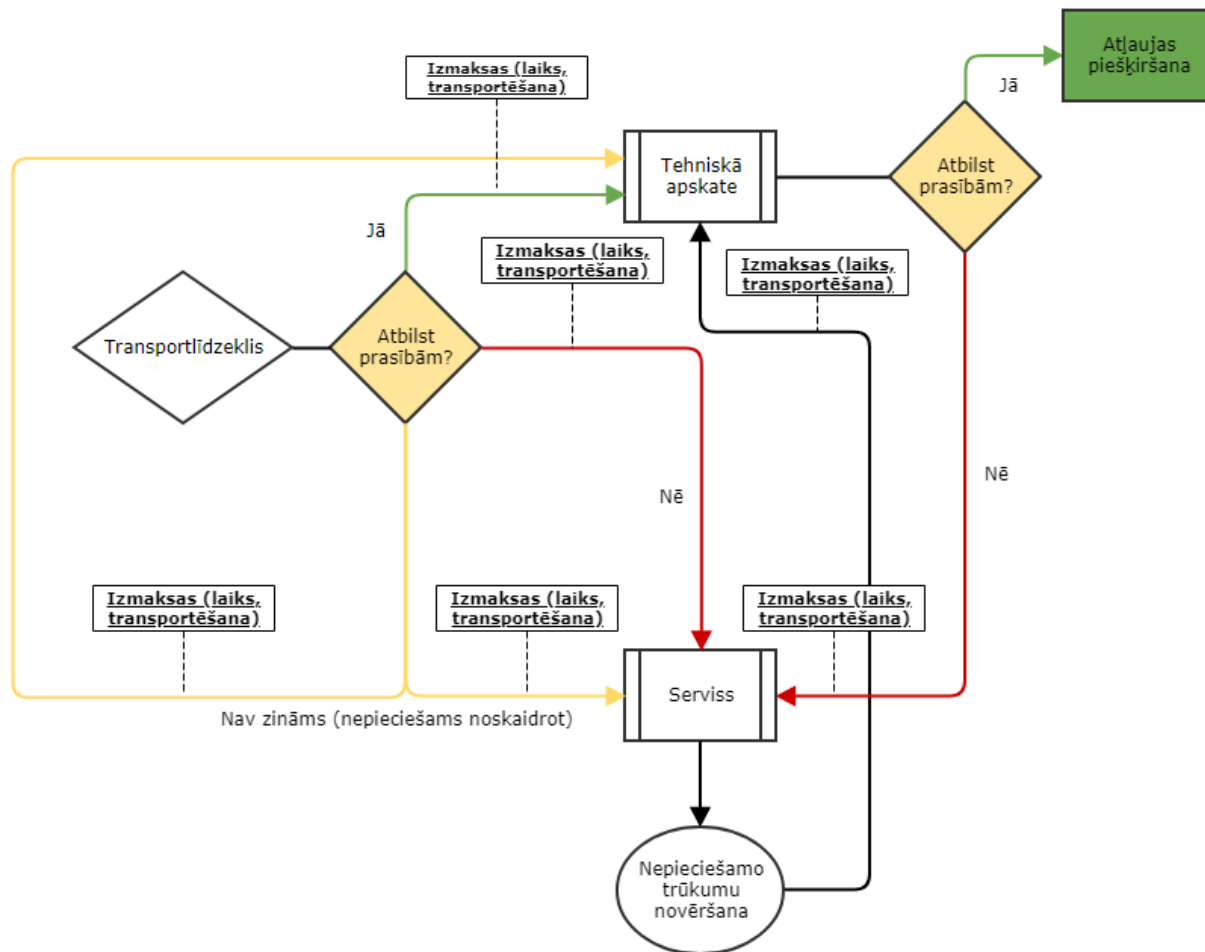 Atļaujas
piešķiršana
Izmaksas (laiks,
transportēšana)
Jā
Tehniskā
apskate
Atbilst
prasībām?
Jā
Izmaksas (laiks,
transportēšana)
Izmaksas (laiks,
transportēšana)
Transportlīdzeklis
Atbilst
prasībām?
Nē
Nē
Izmaksas (laiks,
transportēšana)
Izmaksas (laiks,
transportēšana)
Izmaksas (laiks,
transportēšana)
Serviss
Nav zināms (nepieciešams noskaidrot)
Nepieciešamo
trūkumu
novēršana